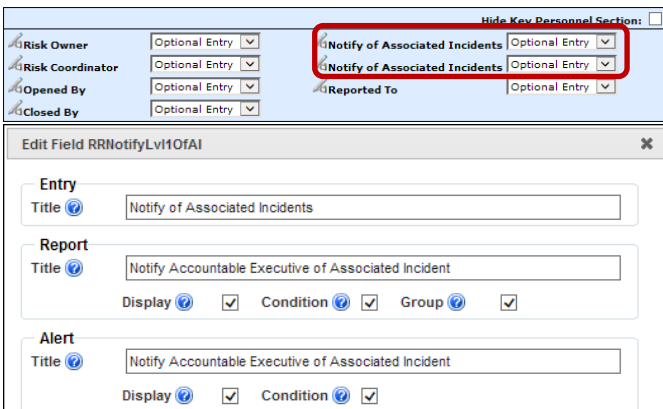 Hide Key Personnel Section:
Risk Owner Optional Entry Notify of Associated Incidents Optional Entry
Risk Coordinator Optional Entry Notify of Associated Incidents Optional Entry
Opened By Optional Entry Reported To Optional Entry
Closed By Optional Entry
Edit Field RRNotifyLvl1OfAI
Entry
Title Notify of Associated Incidents
Report
Title Notify Accountable Executive of Associated Incident
Display Condition Group
Alert
Title Notify Accountable Executive of Associated Incident
Display Condition